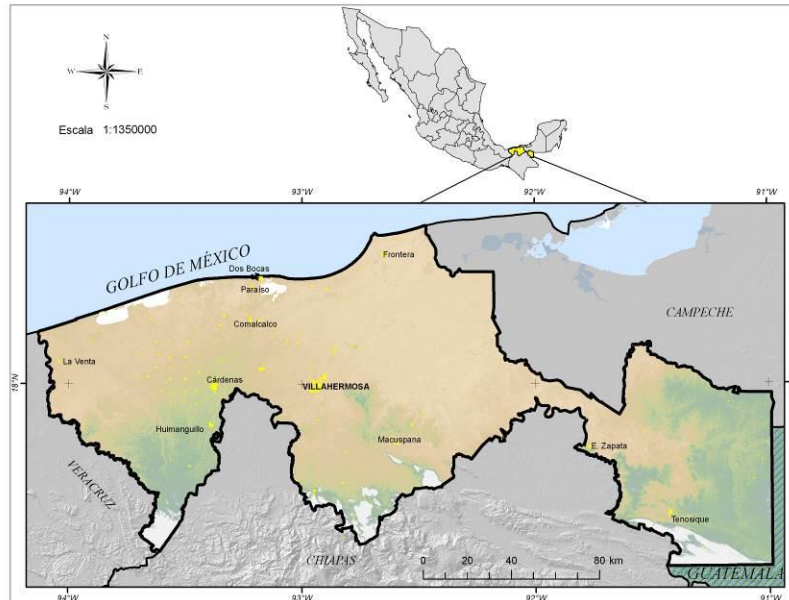 N
W E
S
Escala 1:1350000
94°W 93°W 92°W 91°W
GOLFO DE MÉXICO
Frontera
Dos Bocas
Paraíso
CAMPECHE
Comalcalco
La Venta
18°N
18°N
Cárdenas
VILLAHERMOSA
Huimanguillo
Macuspana
E. Zapata
VERACRUZ
Tenosique
CHIAPAS
0 20 40 80 km
GUATEMALA
94°W 93°W 92°W 91°W